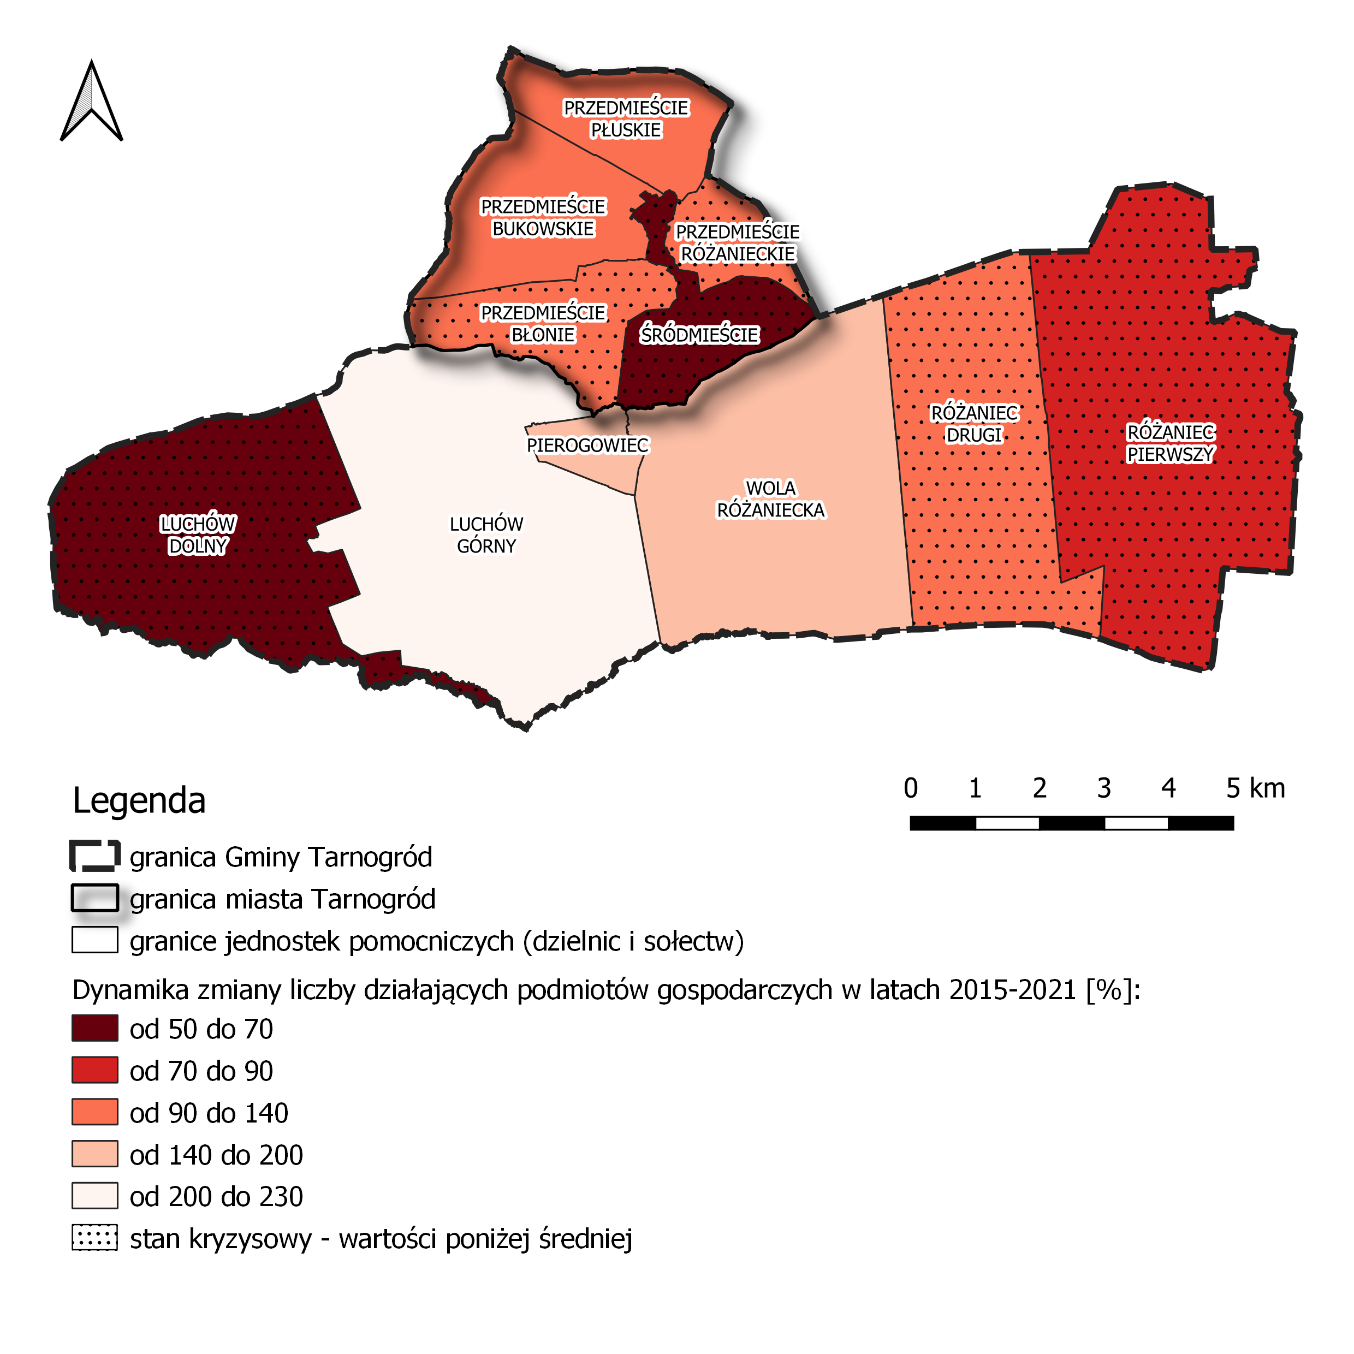 PRZEDMIEŚCIE
PŁUSKIE
PRZEDMIEŚCIE
BUKOWSKIE
PRZEDMIEŚCIE
RÓŻANIECKIE
PRZEDMIEŚCIE
BŁONIE
ŚRÓDMIEŚCIE
RÓŻANIEC
DRUGI
RÓŻANIEC
PIERWSZY
PIEROGOWIEC
WOLA
RÓŻANIECKA
LUCHÓW
DOLNY
LUCHÓW
GÓRNY
Legenda
0 1 2 3 4 5 km
granica Gminy Tarnogród
granica miasta Tarnogród
granice jednostek pomocniczych (dzielnic i sołectw)
Dynamika zmiany liczby działających podmiotów gospodarczych w latach 2015-2021 [%]:
od 50 do 70
od 70 do 90
od 90 do 140
od 140 do 200
od 200 do 230
stan kryzysowy - wartości poniżej średniej